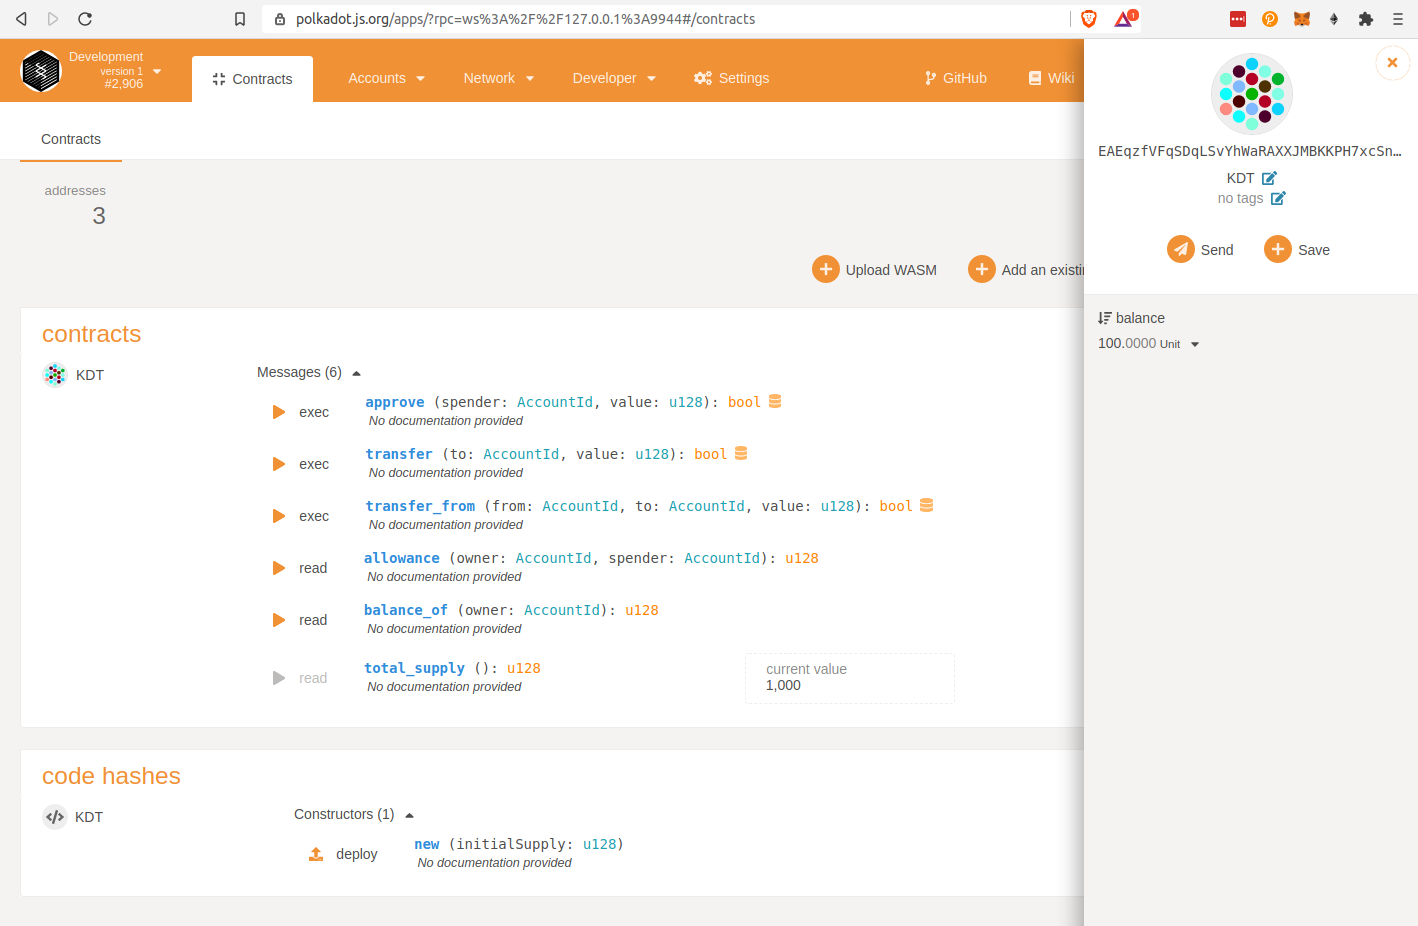 polkadot.js.org/apps/?rpc=ws%3A%2F%2F127.0.0.1%3A9944#/contracts
1
Development
version 1
#2,906
Contracts
Accounts
Network
Developer
Settings
GitHub
Wiki
Contracts
addresses
3
Upload WASM
Add an existin
contracts
KDT
Messages (6)
exec
approve (spender: AccountId, value: u128): bool
No documentation provided
exec
transfer (to: AccountId, value: u128): bool
No documentation provided
exec
transfer_from (from: AccountId, to: AccountId, value: u128): bool
No documentation provided
read
allowance (owner: AccountId, spender: AccountId): u128
No documentation provided
read
balance_of (owner: AccountId): u128
No documentation provided
read
total_supply (): u128
No documentation provided
current value
1,000
code hashes
</> KDT
Constructors (1)
deploy
new (initialSupply: u128)
No documentation provided
EAEqzfVFqSDqLSvYhWaRAXXJMBKKPH7xcSn…
KDT
no tags
Send
Save
balance
100.0000 Unit